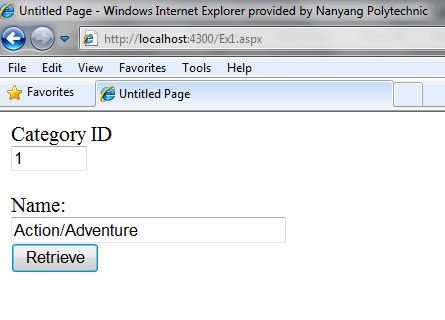 Untitled Page - Windows Internet Explorer provided by Nanyang Polytechnic
http://localhost:4300/Ex1.aspx
File Edit View Favorites Tools Help
Favorites Untitled Page
Category ID
1
Name:
Action/Adventure
Retrieve